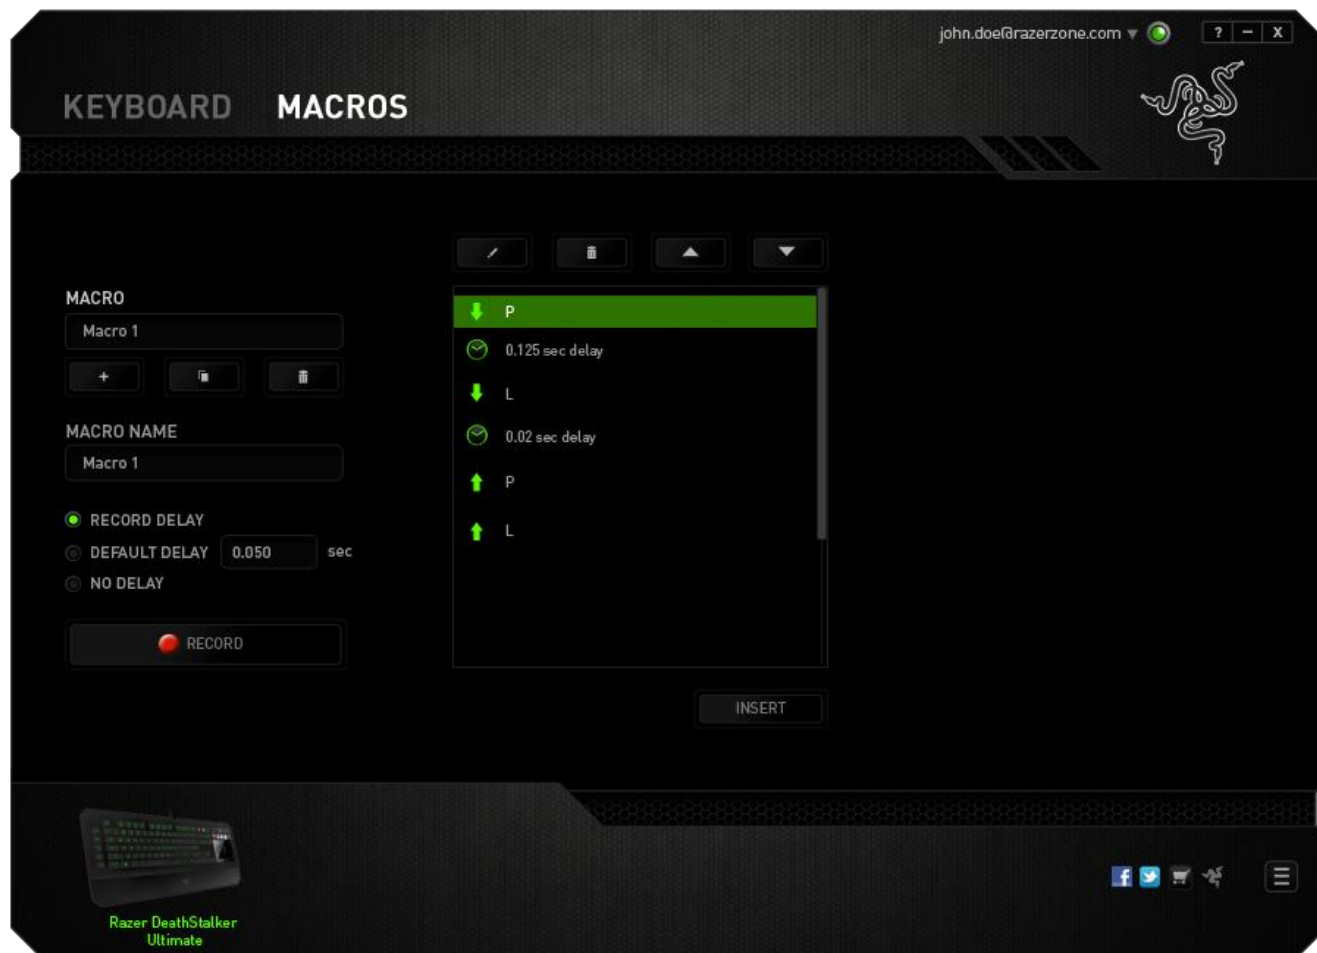 john.doe@razerzone.com
? - X
KEYBOARD MACROS
MACRO
Macro 1
+
MACRO NAME
Macro 1
RECORD DELAY
DEFAULT DELAY 0.050 sec
NO DELAY
RECORD
P
0.125 sec delay
L
0.02 sec delay
P
L
INSERT
Razer DeathStalker
Ultimate